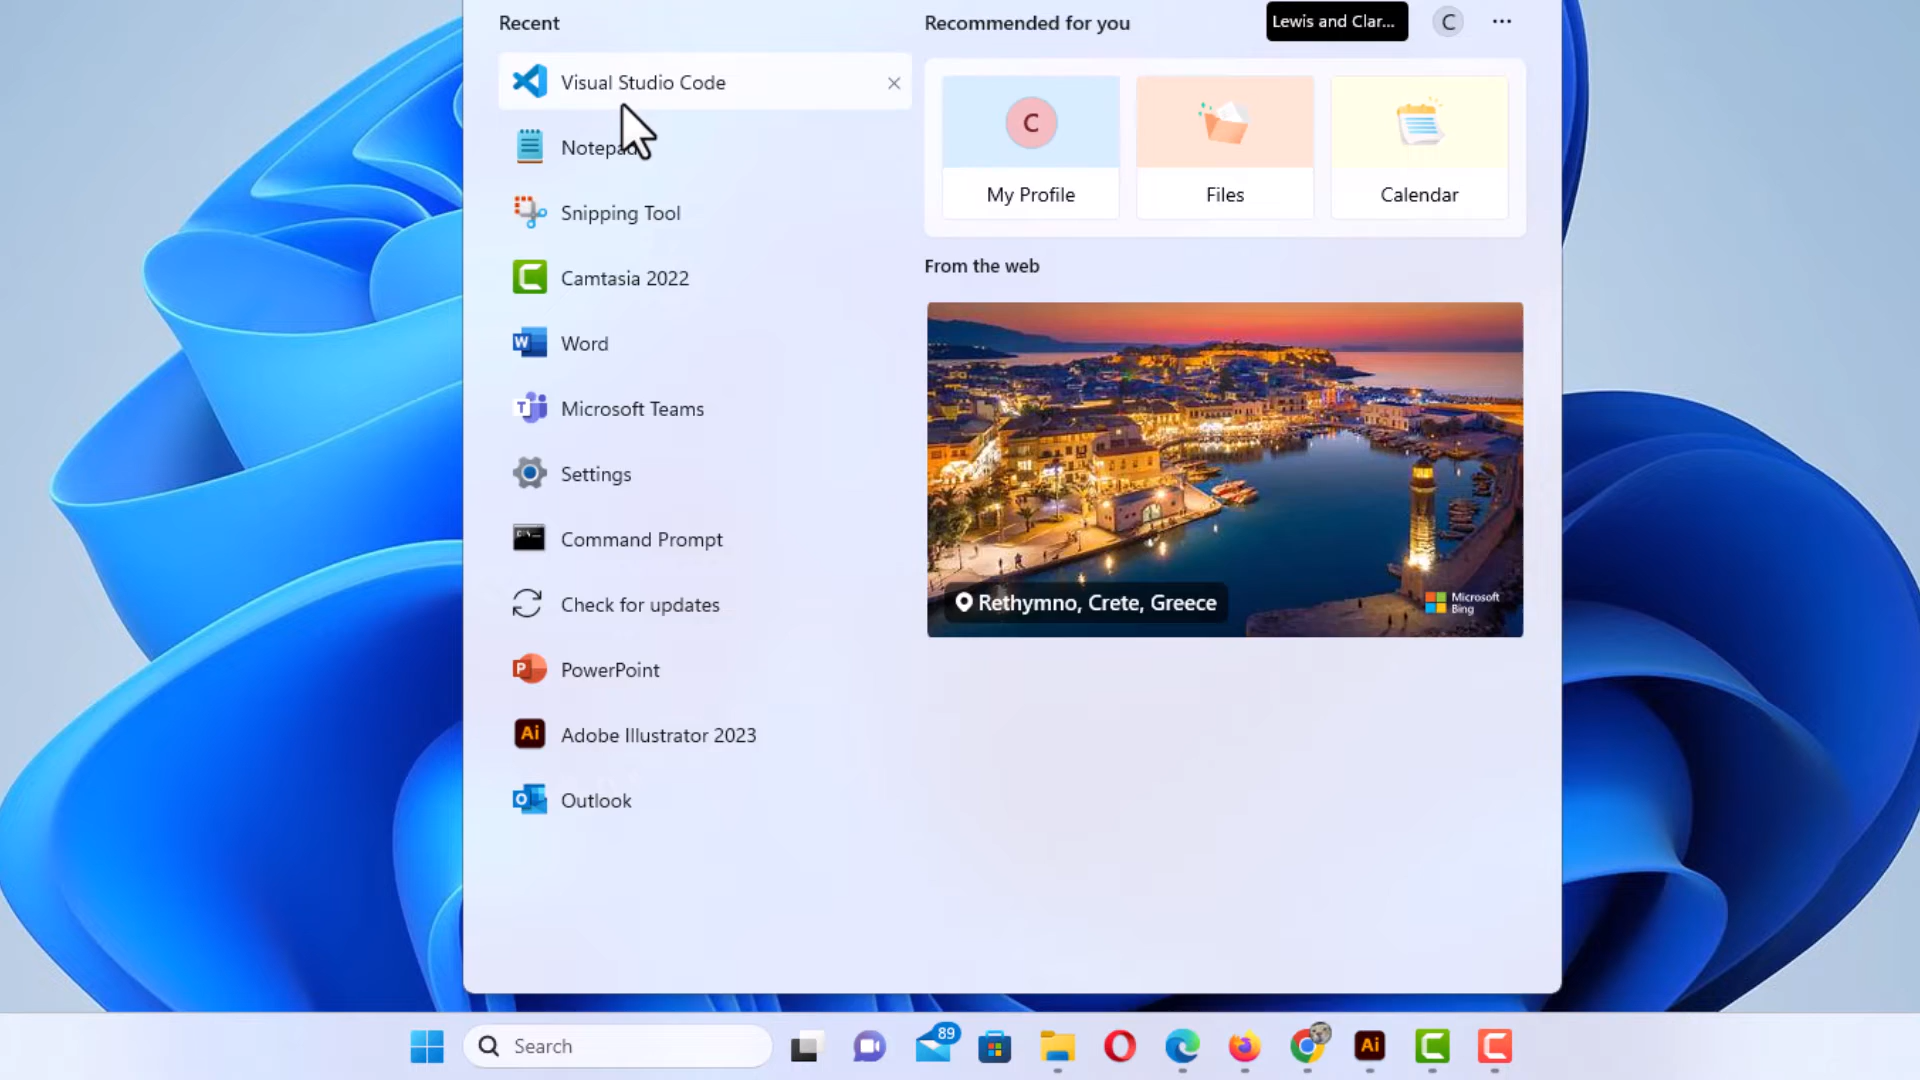 Recent
Visual Studio Code
Notepad
Snipping Tool
Camtasia 2022
Word
Microsoft Teams
Settings
Command Prompt
Check for updates
PowerPoint
Adobe Illustrator 2023
Outlook
Recommended for you
Lewis and Clar...
C
C
My Profile
Files
Calendar
From the web
Rethymno, Crete, Greece
Microsoft
Bing
Search
89
Ai